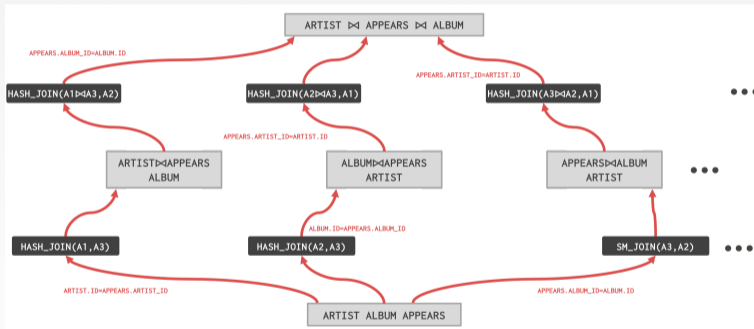 ARTIST ⋈ APPEARS ⋈ ALBUM
APPEARS.ALBUM_ID=ALBUM.ID
APPEARS.ARTIST_ID=ARTIST.ID
HASH_JOIN(A1⋈A3,A2)
HASH_JOIN(A2⋈A3,A1)
HASH_JOIN(A3⋈A2,A1)
APPEARS.ARTIST_ID=ARTIST.ID
ARTIST⋈APPEARS
ALBUM
ALBUM⋈APPEARS
ARTIST
APPEARS⋈ALBUM
ARTIST
ALBUM.ID=APPEARS.ALBUM_ID
HASH_JOIN(A1,A3)
HASH_JOIN(A2,A3)
SM_JOIN(A3,A2)
ARTIST.ID=APPEARS.ARTIST_ID
APPEARS.ALBUM_ID=ALBUM.ID
ARTIST ALBUM APPEARS